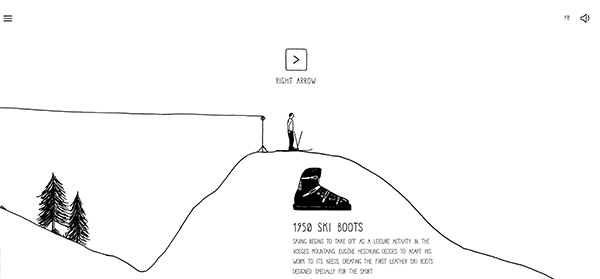 FR
>
RIGHT ARROW
1950 SKI BOOTS
SKIING BEGINS TO TAKE OFF AS A LEISURE ACTIVITY IN THE
VOSGES MOUNTAINS. EUGÈNE HESCHUNG DECIDES TO ADAPT HIS
WORK TO ITS NEEDS, CREATING THE FIRST LEATHER SKI BOOTS
DESIGNED SPECIALLY FOR THE SPORT